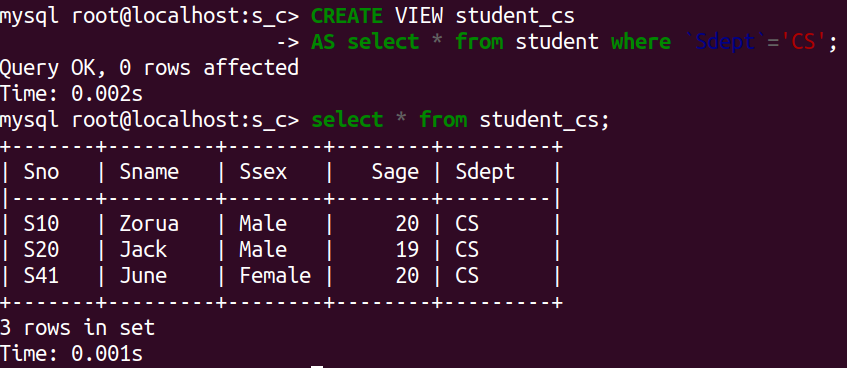 mysql root@localhost:s_c> CREATE VIEW student_cs
-> AS select * from student where `Sdept`='CS';
Query OK, 0 rows affected
Time: 0.002s
mysql root@localhost:s_c> select * from student_cs;
+-------+---------+--------+--------+---------+
| Sno   | Sname   | Ssex   |   Sage | Sdept   |
|-------+---------+--------+--------+---------|
| S10   | Zorua   | Male   |     20 | CS      |
| S20   | Jack    | Male   |     19 | CS      |
| S41   | June    | Female |     20 | CS      |
+-------+---------+--------+--------+---------+
3 rows in set
Time: 0.001s